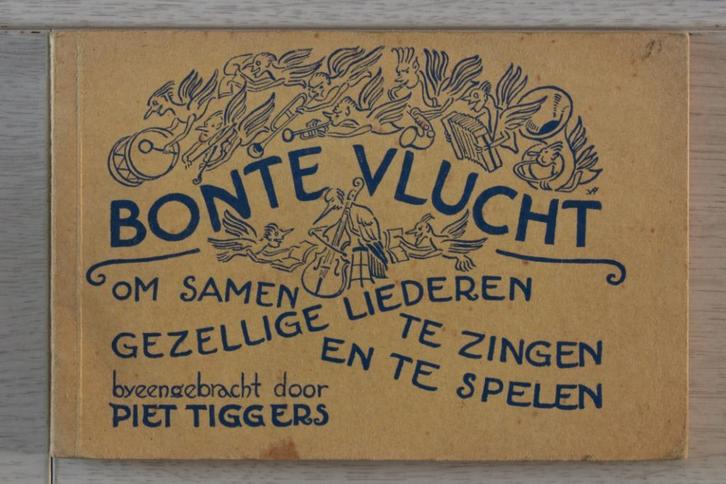 BONTE VLUCHT
OM SAMEN
GEZELLIGE LIEDEREN
TE ZINGEN
EN TE SPELEN
byeengebracht door
PIET TIGGERS